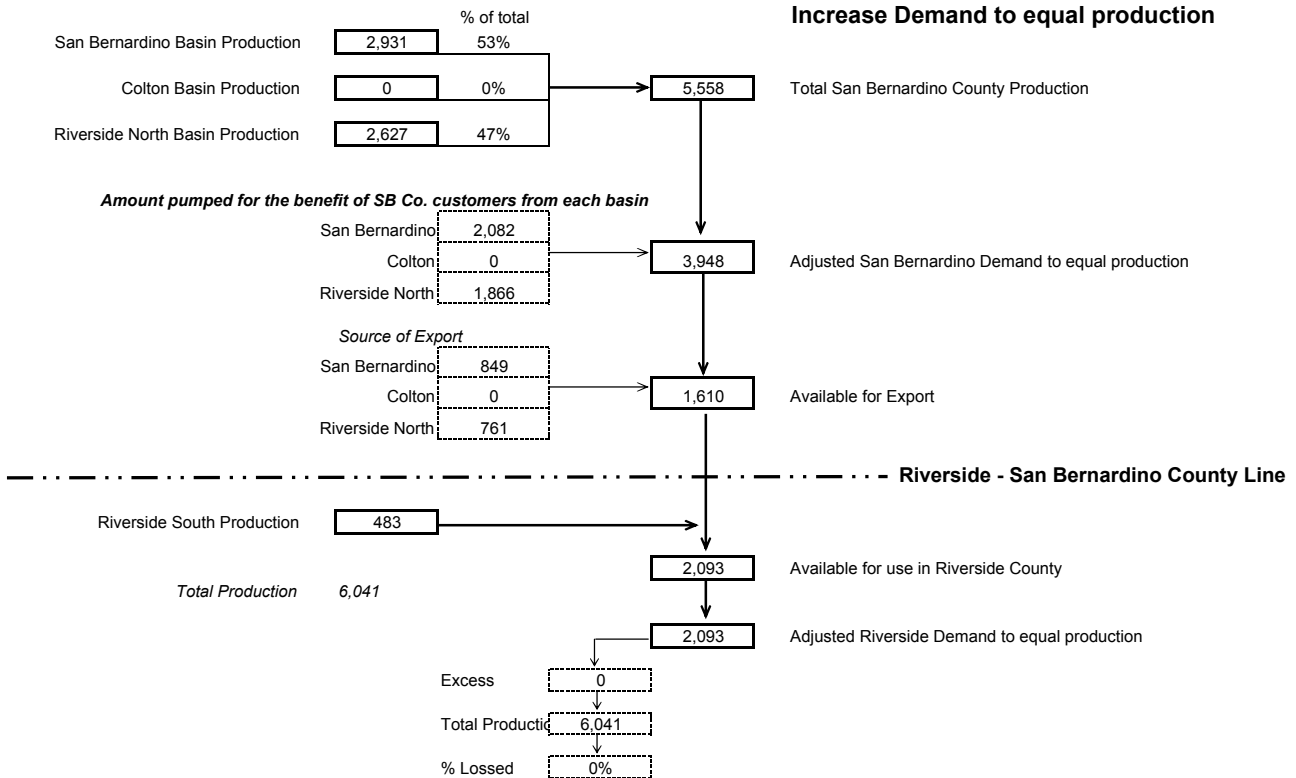 % of total
Increase Demand to equal production
San Bernardino Basin Production 2,931 53%
Colton Basin Production 0 0% 5,558 Total San Bernardino County Production
Riverside North Basin Production 2,627 47%
Amount pumped for the benefit of SB Co. customers from each basin
San Bernardino 2,082
Colton 0 3,948 Adjusted San Bernardino Demand to equal production
Riverside North 1,866
Source of Export
San Bernardino 849
Colton 0 1,610 Available for Export
Riverside North 761
Riverside - San Bernardino County Line
Riverside South Production 483
2,093 Available for use in Riverside County
Total Production 6,041
2,093 Adjusted Riverside Demand to equal production
Excess 0
Total Productio 6,041
% Lossed 0%